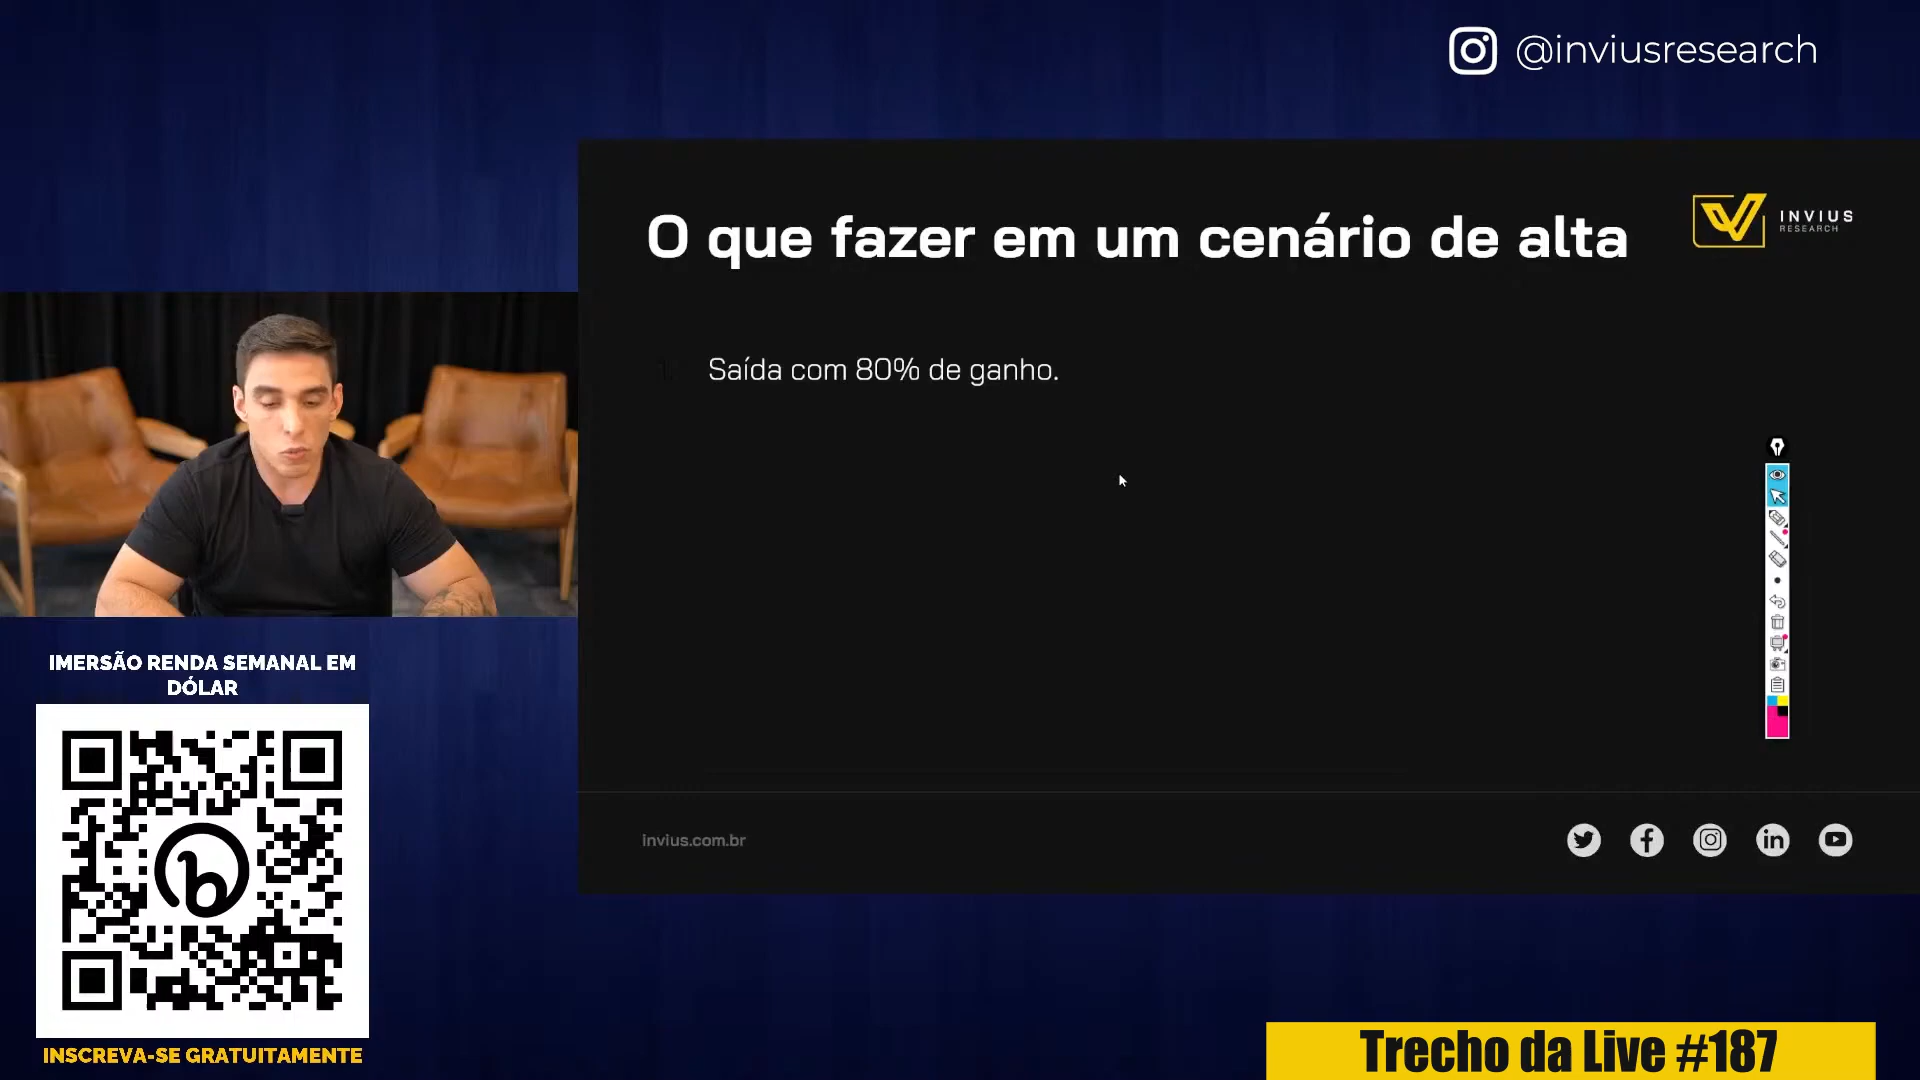 @inviusresearch
O que fazer em um cenário de alta
INVIUS
RESEARCH
1. Saída com 80% de ganho.
IMERSÃO RENDA SEMANAL EM
DÓLAR
invius.com.br
INSCREVA-SE GRATUITAMENTE
Trecho da Live #187